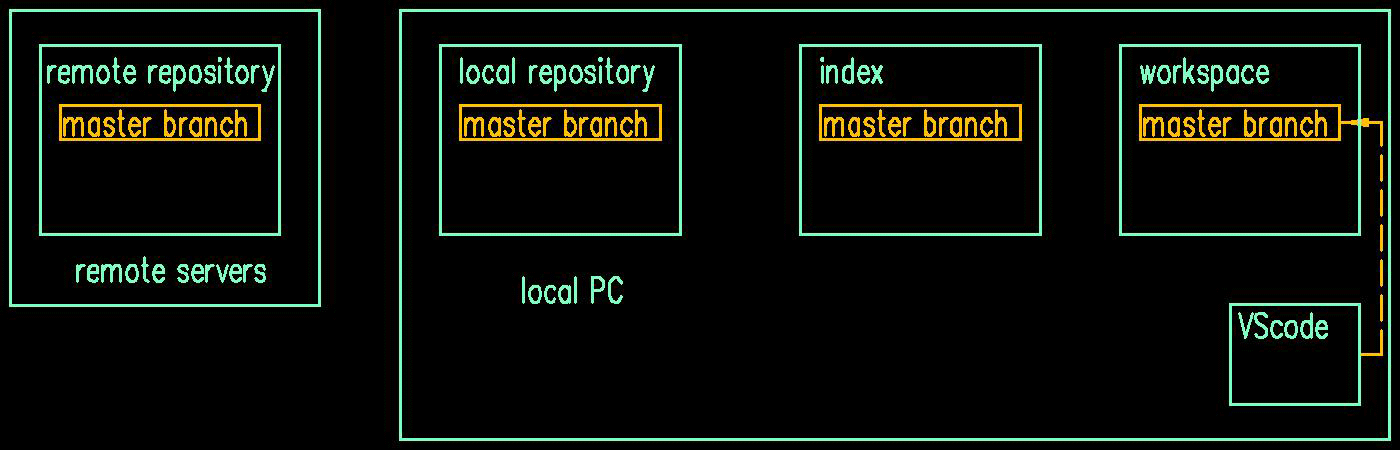 remote repository
master branch
remote servers
local repository
master branch
local PC
index
master branch
workspace
master branch
VScode